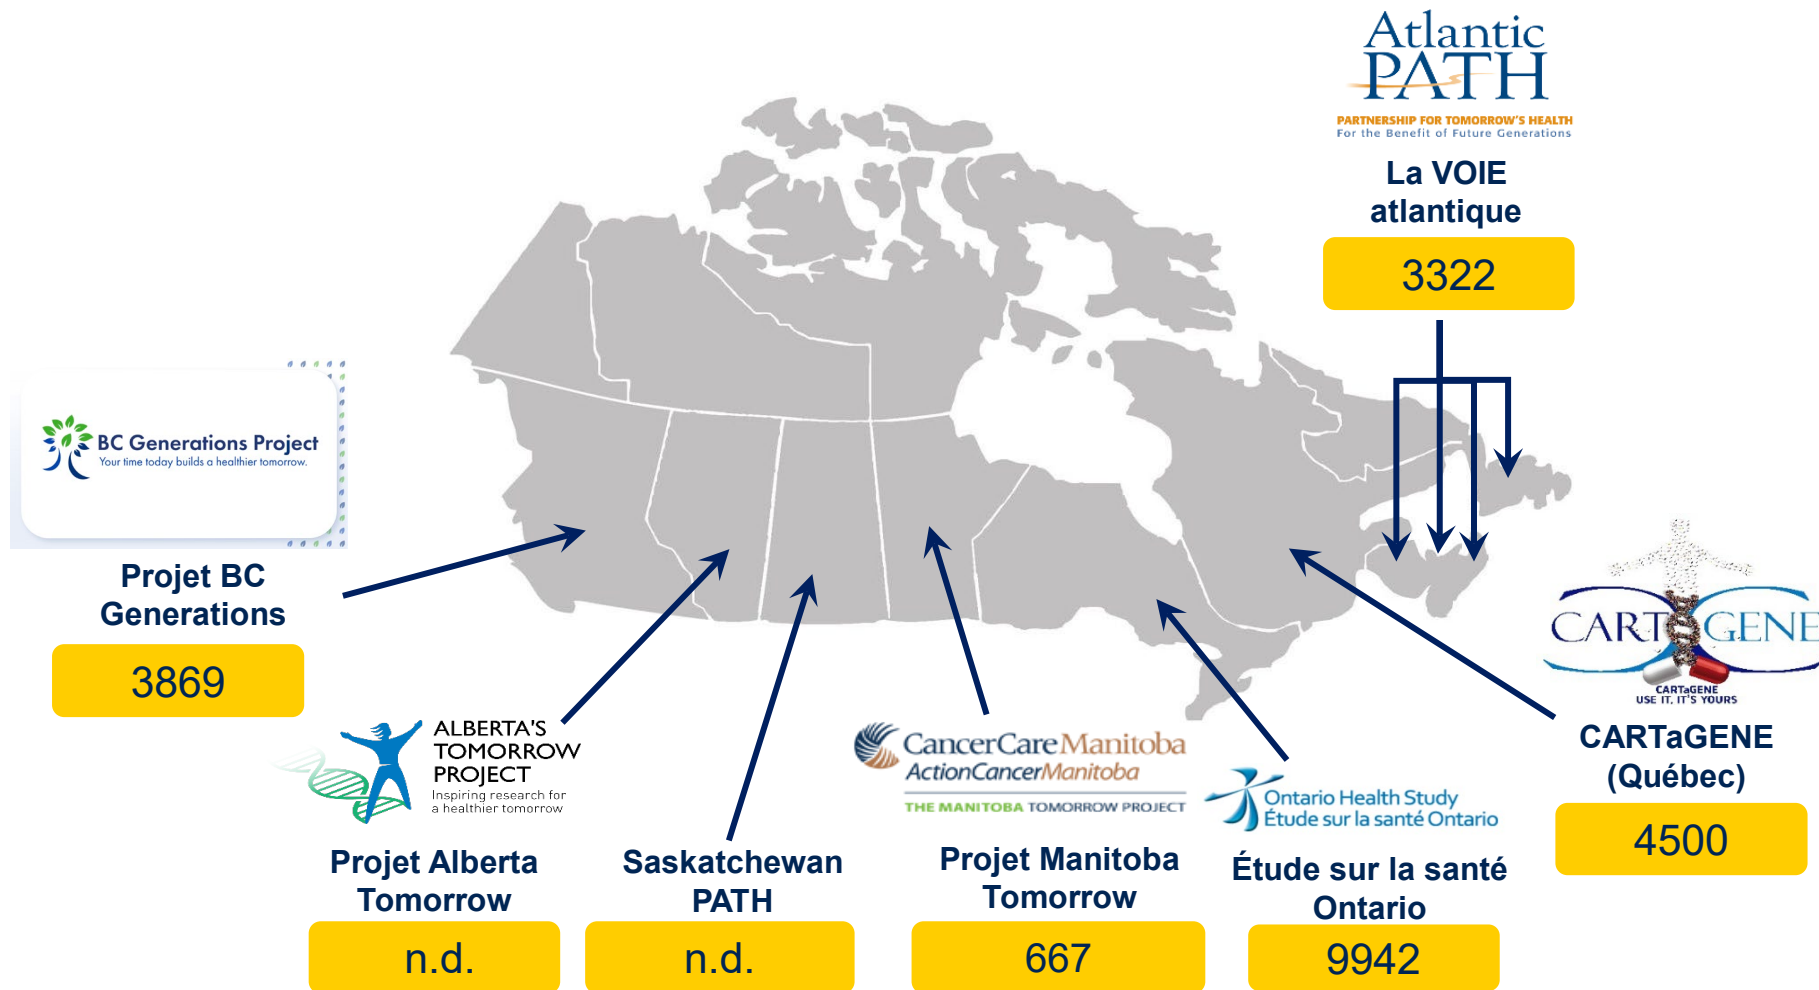 Atlantic
PATH
PARTNERSHIP FOR TOMORROW'S HEALTH
For the Benefit of Future Generations
La VOIE
atlantique
3322
BC Generations Project
Your time today builds a healthier tomorrow.
Projet BC
Generations
3869
ALBERTA'S
TOMORROW
PROJECT
Inspiring research for
a healthier tomorrow
Projet Alberta
Tomorrow
n.d.
Saskatchewan
PATH
n.d.
CancerCare Manitoba
ActionCancerManitoba
THE MANITOBA TOMORROW PROJECT
Projet Manitoba
Tomorrow
667
Ontario Health Study
Étude sur la santé Ontario
Étude sur la santé
Ontario
9942
CARTaGENE
CARTaGENE
USE IT, IT'S YOURS
CARTaGENE
(Québec)
4500